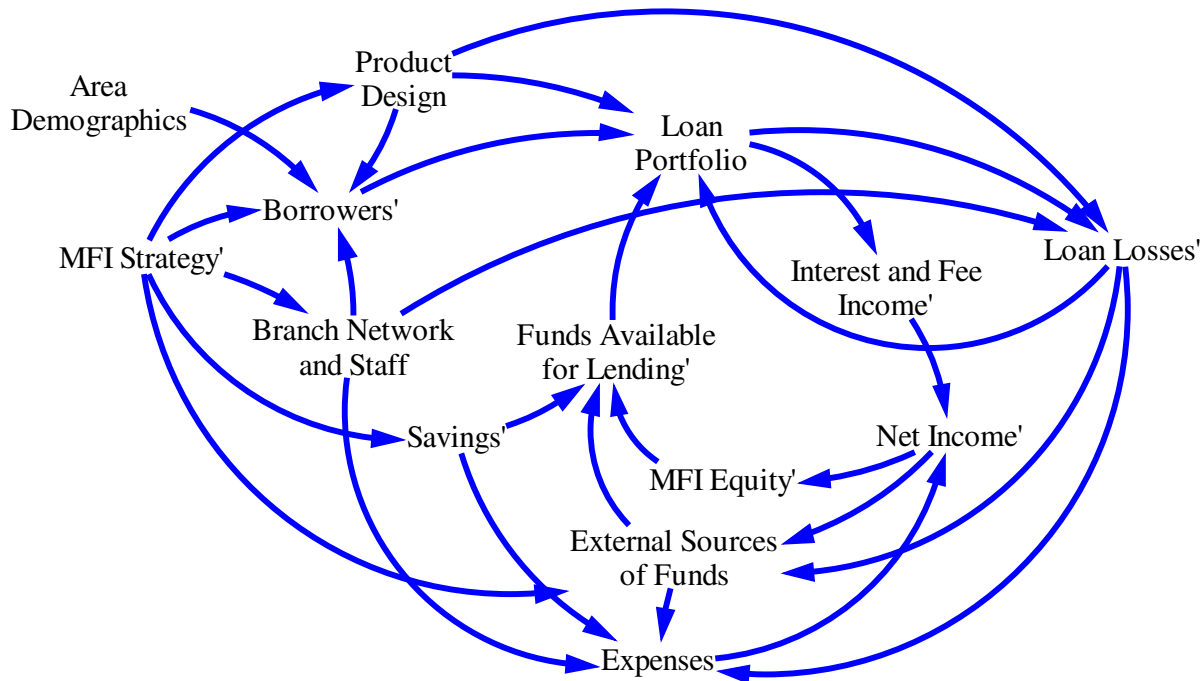 Product
Design
Area
Demographics
Loan
Portfolio
Borrowers'
MFI Strategy'
Loan Losses'
Interest and Fee
Income'
Branch Network
and Staff
Funds Available
for Lending'
Savings'
Net Income'
MFI Equity'
External Sources
of Funds
Expenses